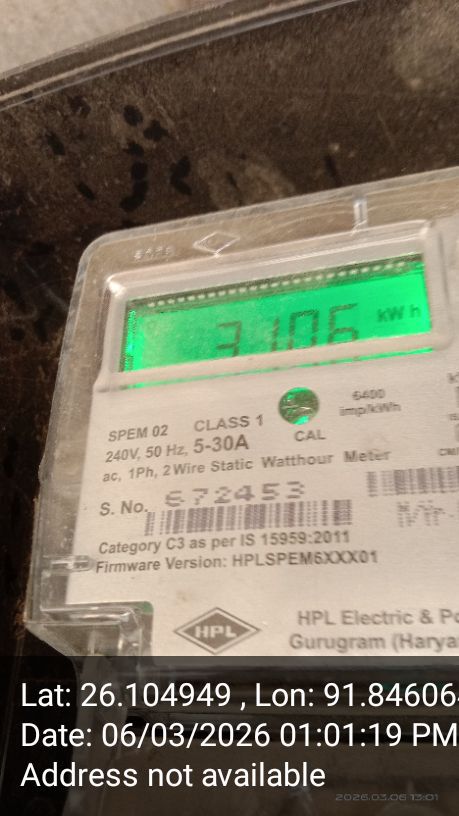 kWh
3106
SPEM 02 CLASS 1
6400
imp/kWh
240V, 50 Hz, 5-30A CAL
ac, 1Ph, 2 Wire Static Watthour Meter
S. No. 672453
Category C3 as per IS 15959:2011
Firmware Version: HPLSPEM6XXX01
HPL
HPL Electric & Po
Gurugram (Harya
Lat: 26.104949 , Lon: 91.84606
Date: 06/03/2026 01:01:19 PM
Address not available
2026.03.06 13:01